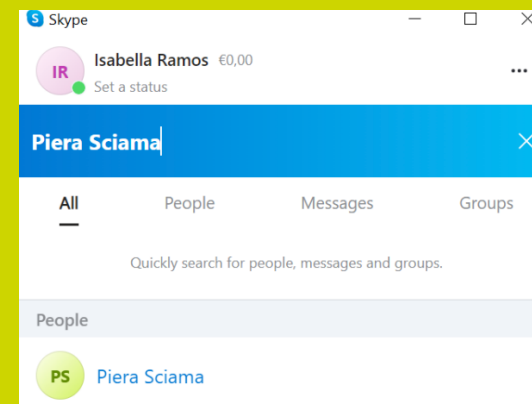 Skype
IR Isabella Ramos €0,00
Set a status
Piera Sciama
All People Messages Groups
Quickly search for people, messages and groups.
People
PS Piera Sciama